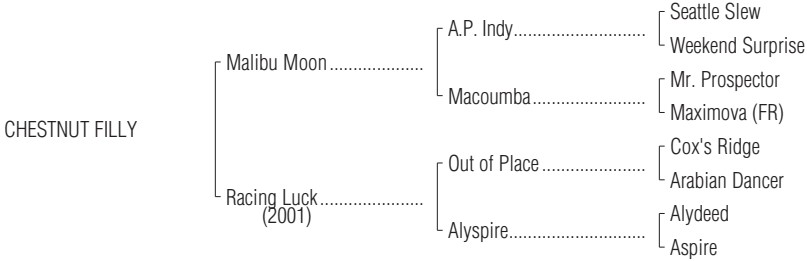 Seattle Slew
A.P. Indy..............................
Weekend Surprise
Malibu Moon.....................
Mr. Prospector
Macoumba..........................
Maximova (FR)
CHESTNUT FILLY
Cox's Ridge
Out of Place........................
Arabian Dancer
Racing Luck.......................
(2001)
Alydeed
Alyspire...............................
Aspire